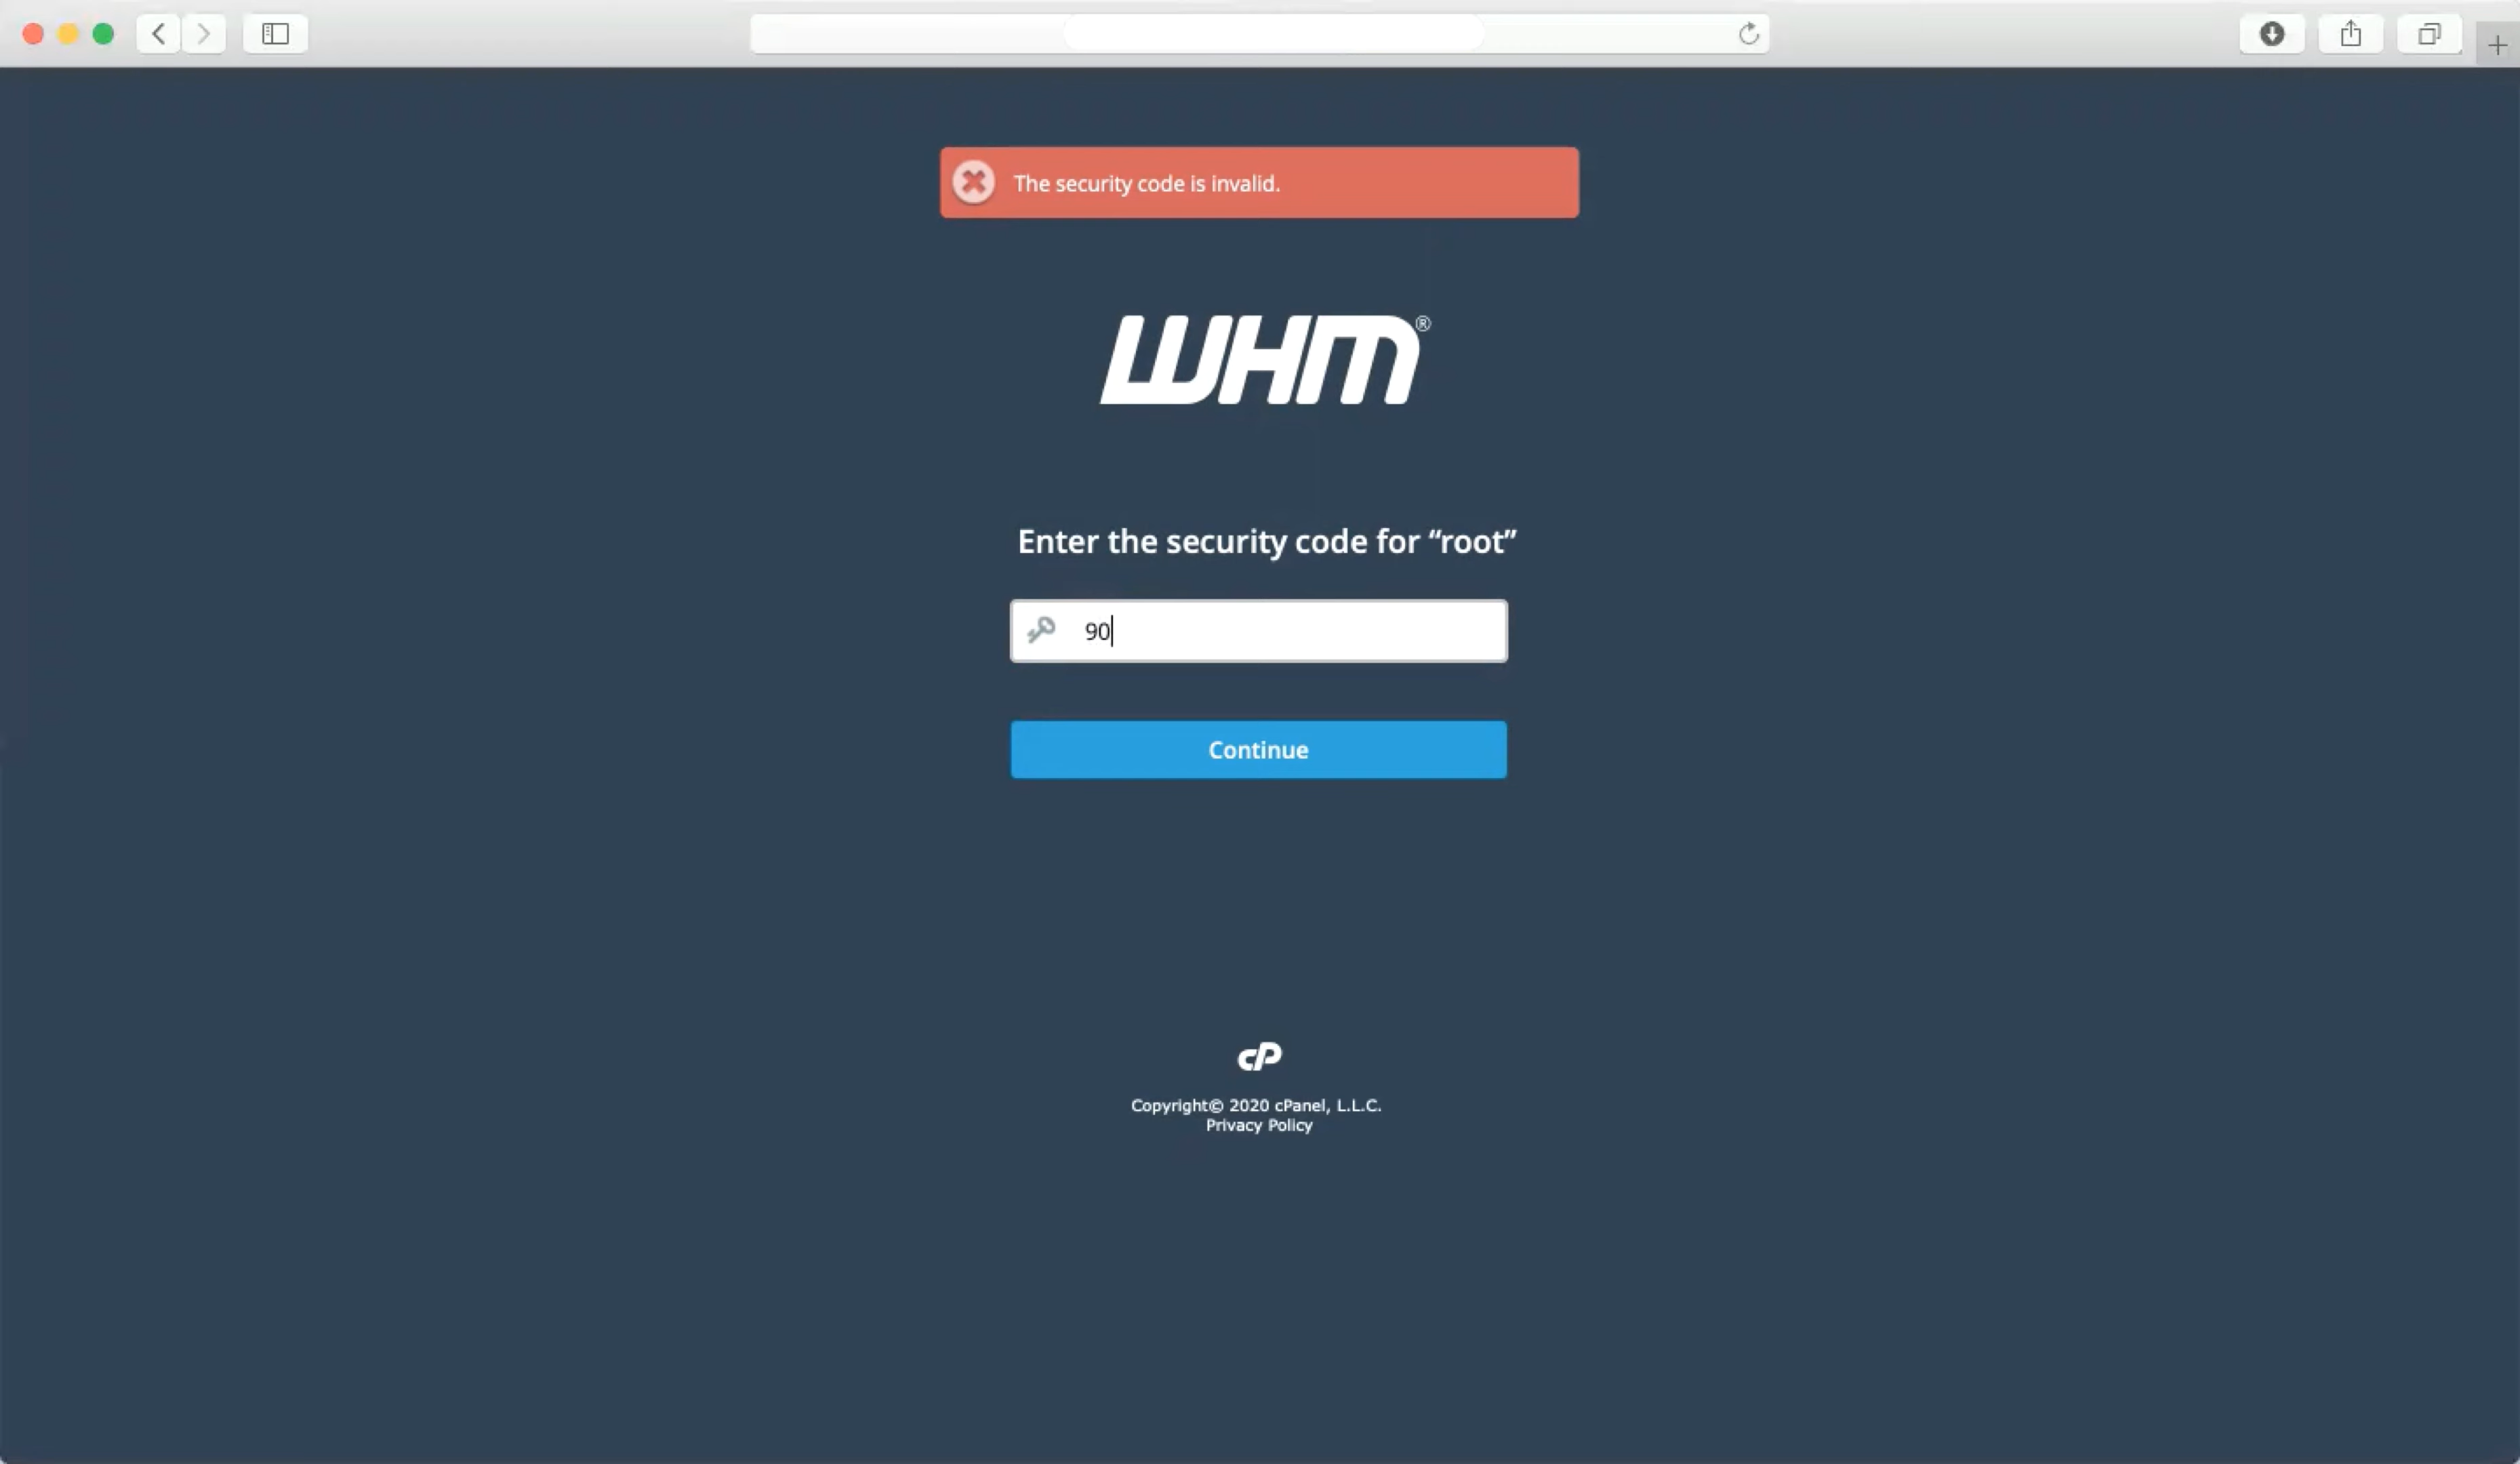 The security code is invalid.
WHM®
Enter the security code for “root”
90
Continue
cP
Copyright© 2020 cPanel, L.L.C.
Privacy Policy